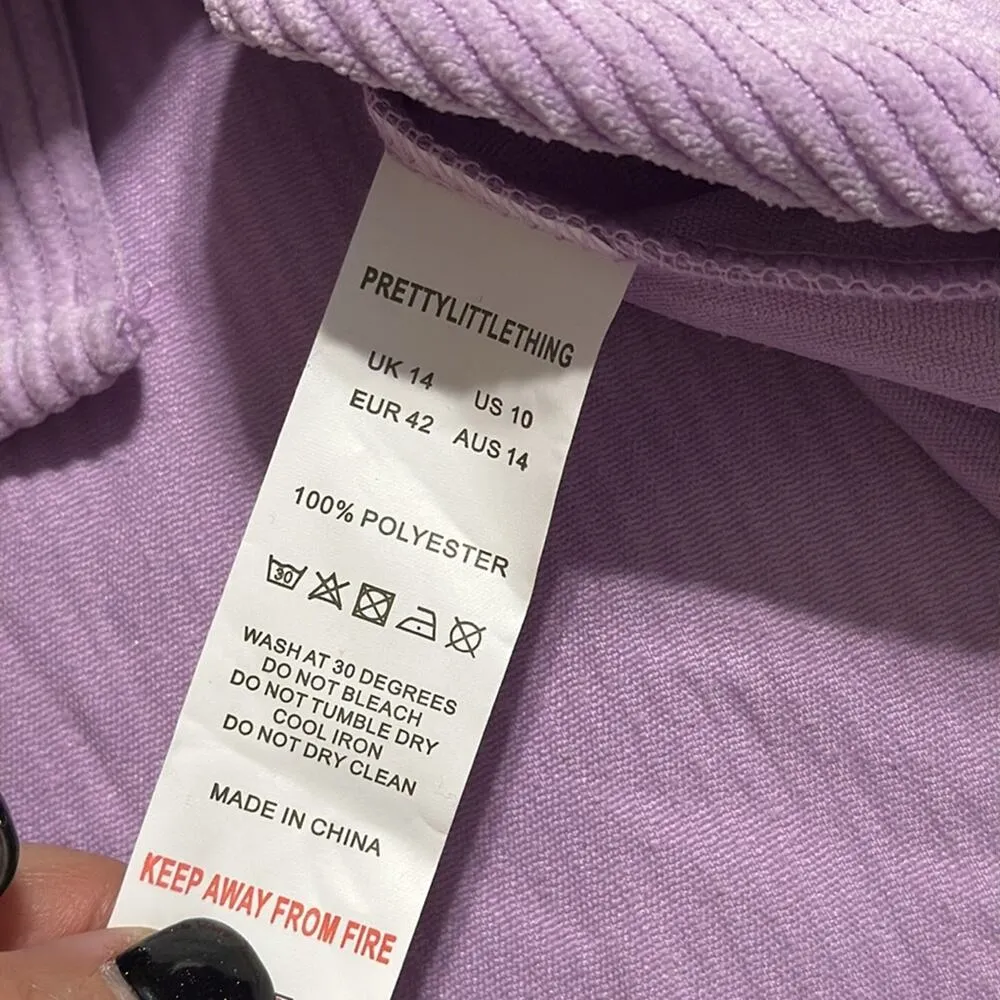 PRETTYLITTLETHING
UK 14 US 10
EUR 42 AUS 14
100% POLYESTER
30
WASH AT 30 DEGREES
DO NOT BLEACH
DO NOT TUMBLE DRY
COOL IRON
DO NOT DRY CLEAN
MADE IN CHINA
KEEP AWAY FROM FIRE